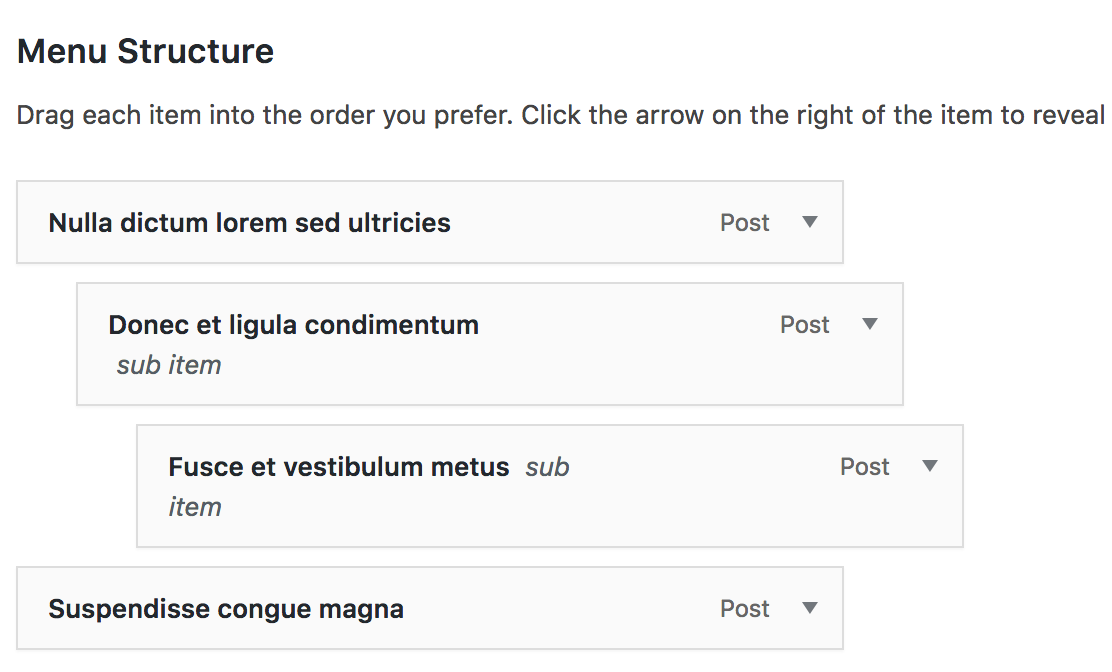 Menu Structure
Drag each item into the order you prefer. Click the arrow on the right of the item to reveal
Nulla dictum lorem sed ultricies Post
Donec et ligula condimentum Post
sub item
Fusce et vestibulum metus sub Post
item
Suspendisse congue magna Post